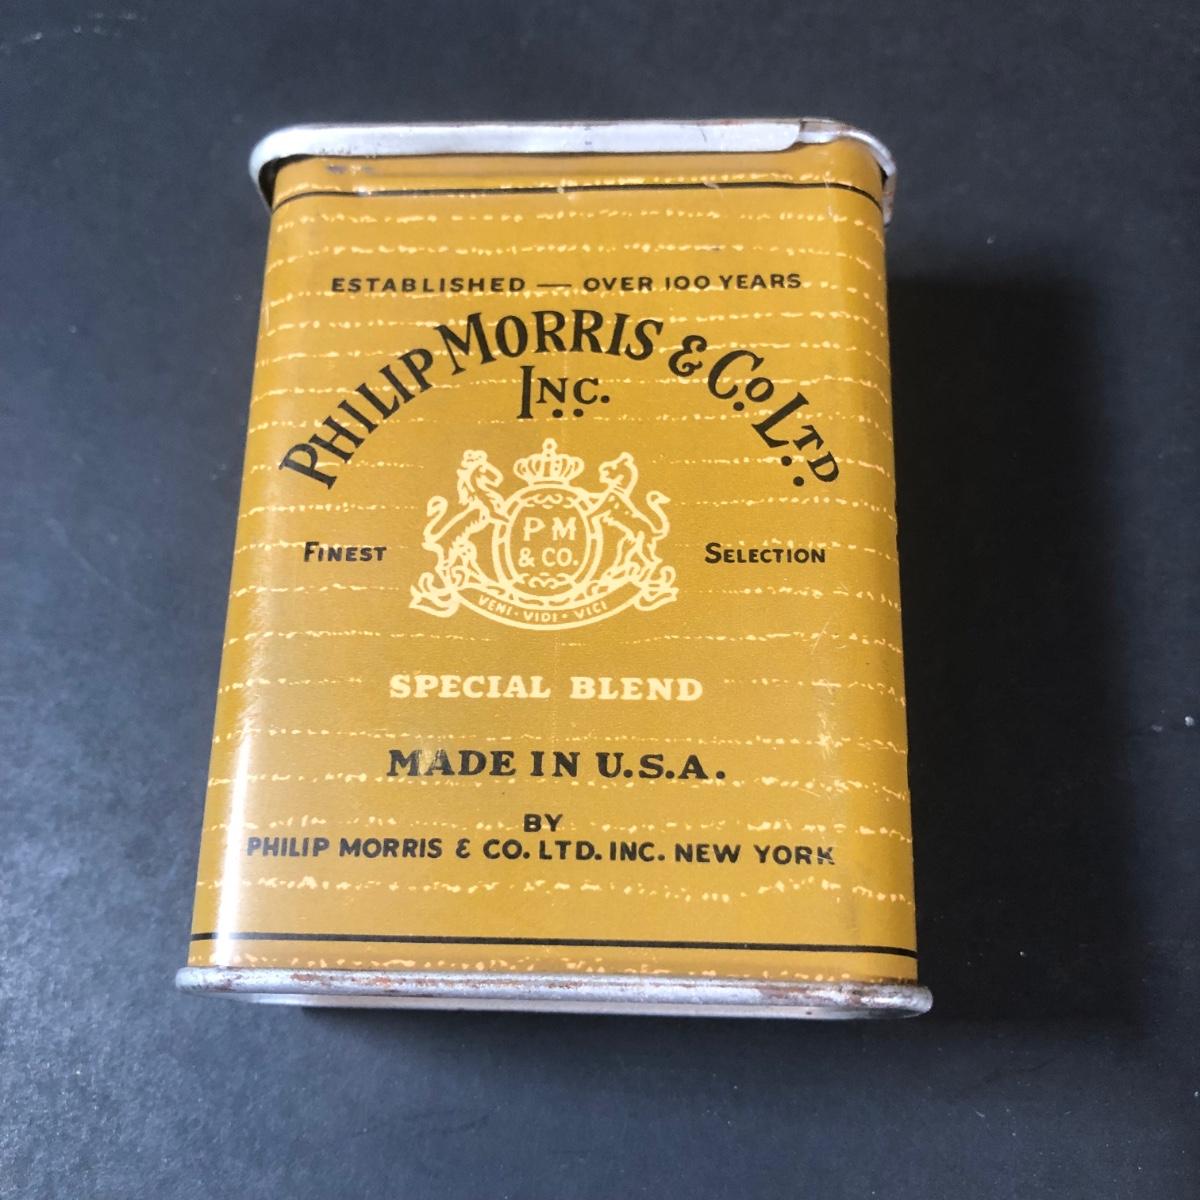 ESTABLISHED — OVER 100 YEARS
PHILIP MORRIS & Co. LTD.
INC.
P M
& CO.
VENI · VIDI · VICI
FINEST SELECTION
SPECIAL BLEND
MADE IN U.S.A.
BY
PHILIP MORRIS & CO. LTD. INC. NEW YORK